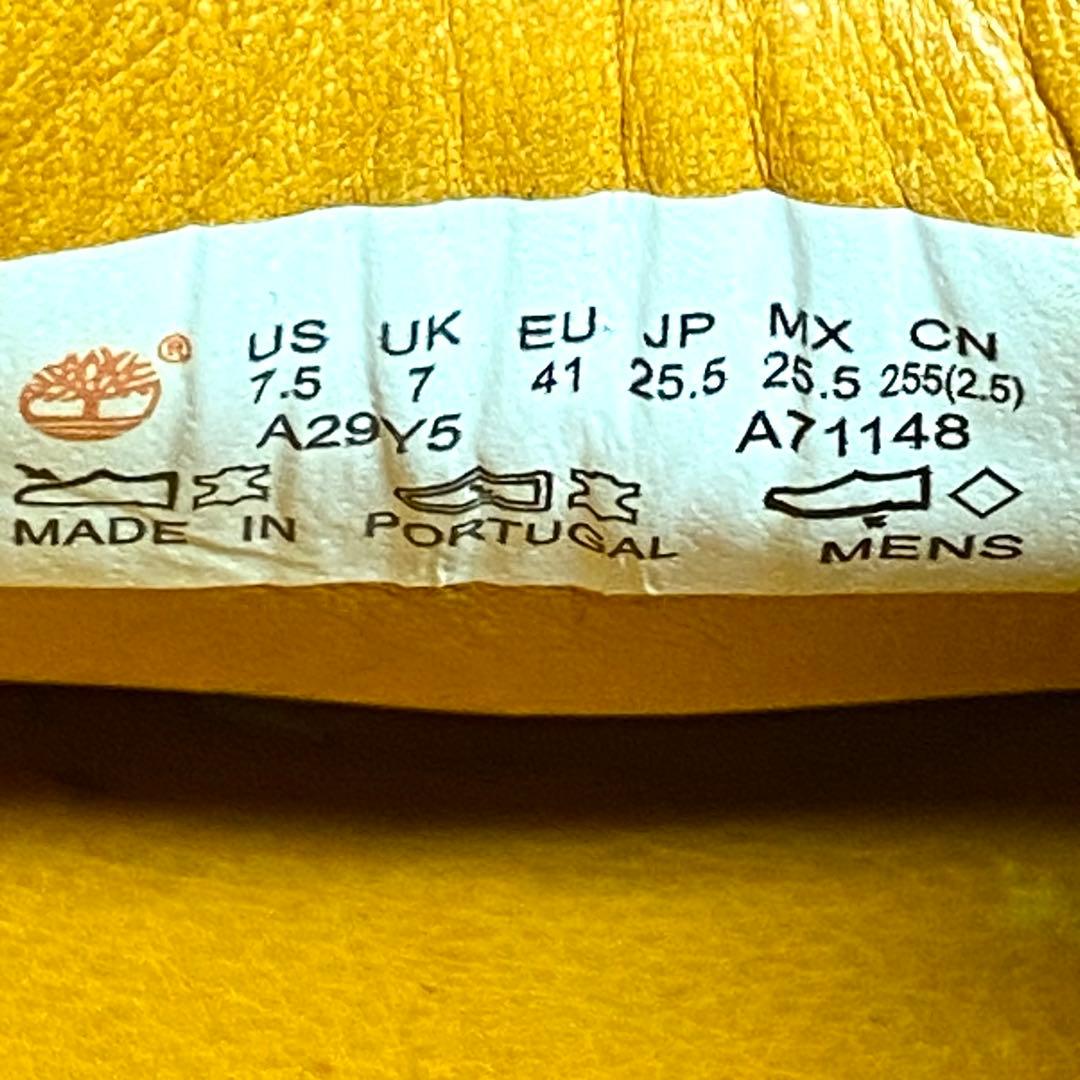 ®
US UK EU JP MX CN
7.5 7 41 25.5 25.5 255(2.5)
A29Y5 A71148
MADE IN PORTUGAL MENS